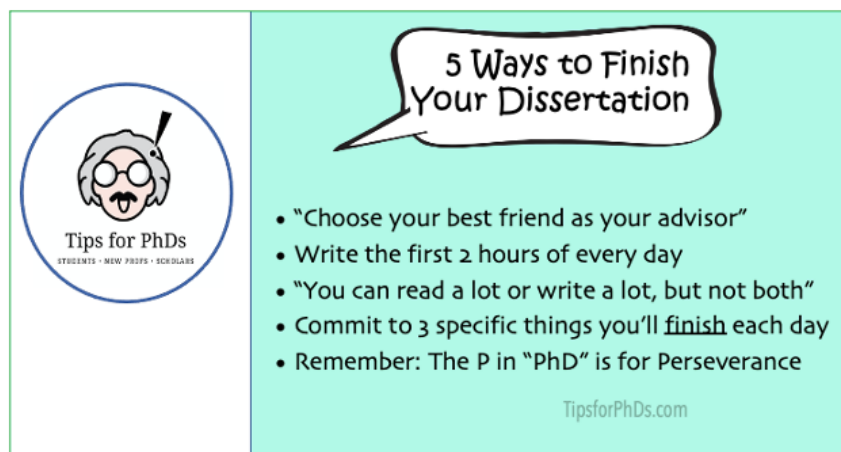 5 Ways to Finish
Your Dissertation
Tips for PhDs
STUDENTS • NEW PROFS • SCHOLARS
• “Choose your best friend as your advisor”
• Write the first 2 hours of every day
• “You can read a lot or write a lot, but not both”
• Commit to 3 specific things you’ll finish each day
• Remember: The P in “PhD” is for Perseverance
TipsforPhDs.com